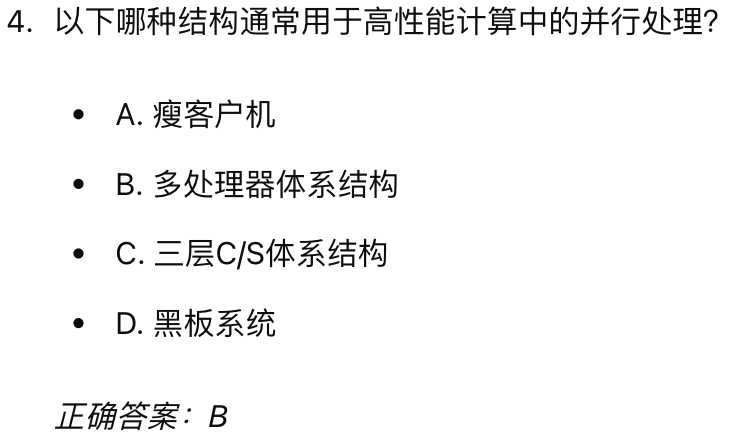 4. 以下哪种结构通常用于高性能计算中的并行处理?
• A. 瘦客户机
• B. 多处理器体系结构
• C. 三层C/S体系结构
• D. 黑板系统
正确答案：B